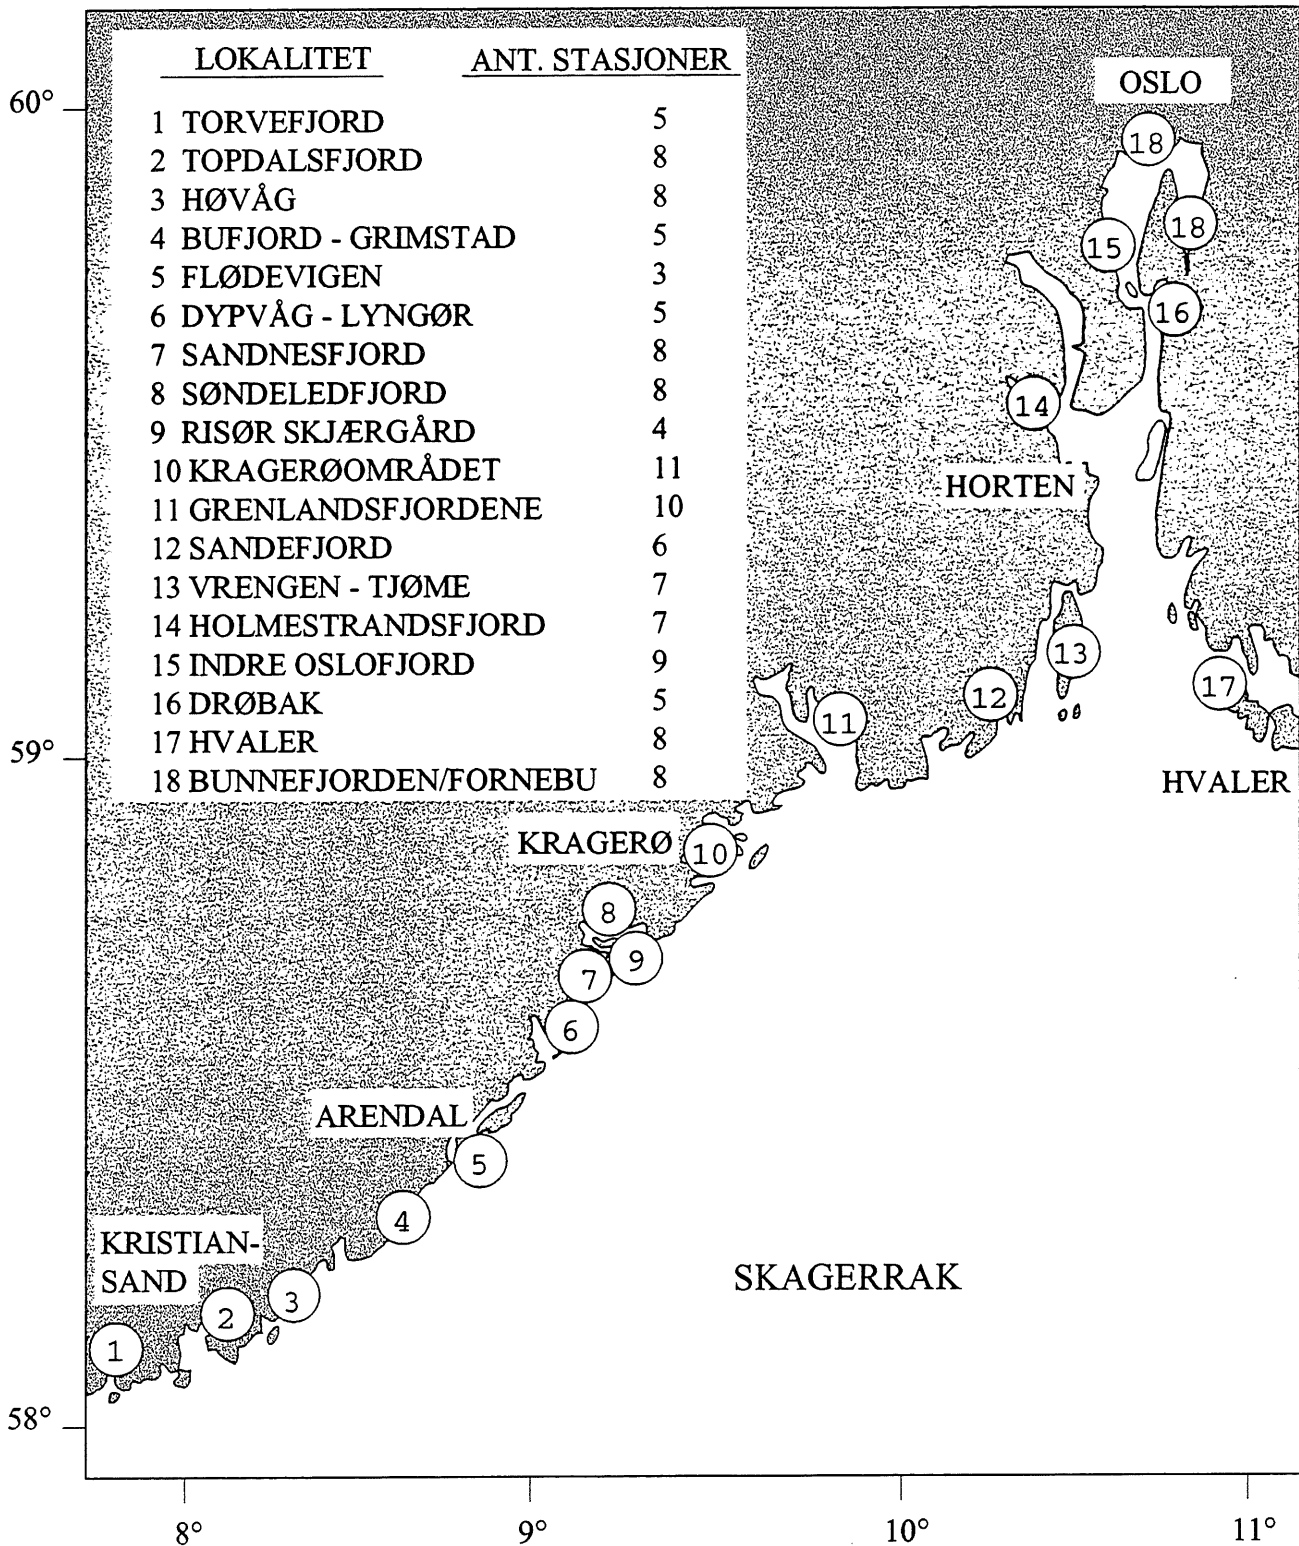 LOKALITET ANT. STASJONER
1 TORVEFJORD 5
2 TOPDALSFJORD 8
3 HØVÅG 8
4 BUFJORD - GRIMSTAD 5
5 FLØDEVIGEN 3
6 DYPVÅG - LYNGØR 5
7 SANDNESFJORD 8
8 SØNDELEDFJORD 8
9 RISØR SKJÆRGÅRD 4
10 KRAGERØOMRÅDET 11
11 GRENLANDSFJORDENE 10
12 SANDEFJORD 6
13 VRENGEN - TJØME 7
14 HOLMESTRANDSFJORD 7
15 INDRE OSLOFJORD 9
16 DRØBAK 5
17 HVALER 8
18 BUNNEFJORDEN/FORNEBU 8
60°
59°
58°
OSLO
18
18
15
16
14
HORTEN
13
12
17
11
HVALER
KRAGERØ
10
8
9
7
6
ARENDAL
5
4
KRISTIAN-
SAND
3
2
1
SKAGERRAK
8° 9° 10° 11°